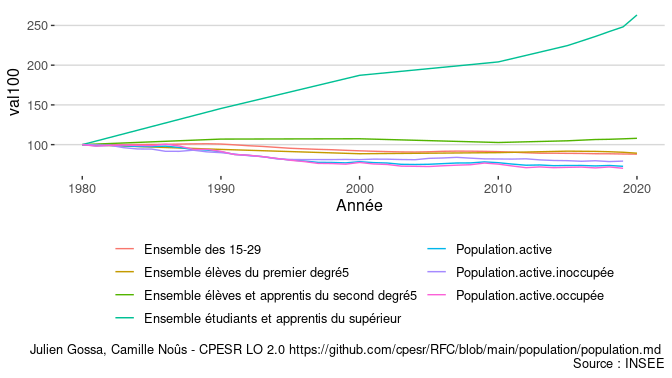 val100
250
200
150
100
1980
1990
2000
2010
2020
Année
Ensemble des 15-29
Ensemble élèves du premier degré5
Ensemble élèves et apprentis du second degré5
Ensemble étudiants et apprentis du supérieur
Population.active
Population.active.inoccupée
Population.active.occupée
Julien Gossa, Camille Noûs - CPESR LO 2.0 https://github.com/cpesr/RFC/blob/main/population/population.md
Source : INSEE